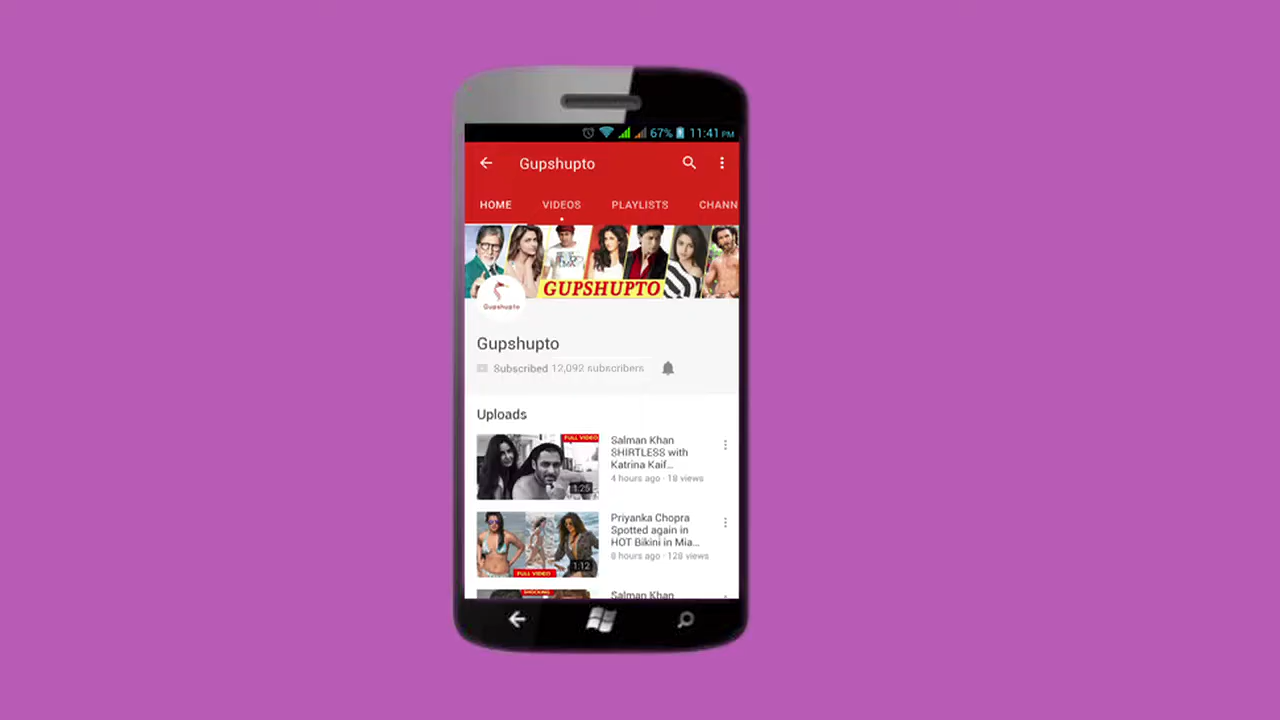 67% 11:41 PM
Gupshupto
HOME VIDEOS PLAYLISTS CHANN
GUPSHUPTO
Gupshupto
Gupshupto
Subscribed 12,092 subscribers
Uploads
FULL VIDEO
Salman Khan
SHIRTLESS with
Katrina Kaif...
4 hours ago · 18 views
1:25
Priyanka Chopra
Spotted again in
HOT Bikini in Mia...
8 hours ago · 128 views
1:12
FULL VIDEO
SHOCKING
Salman Khan